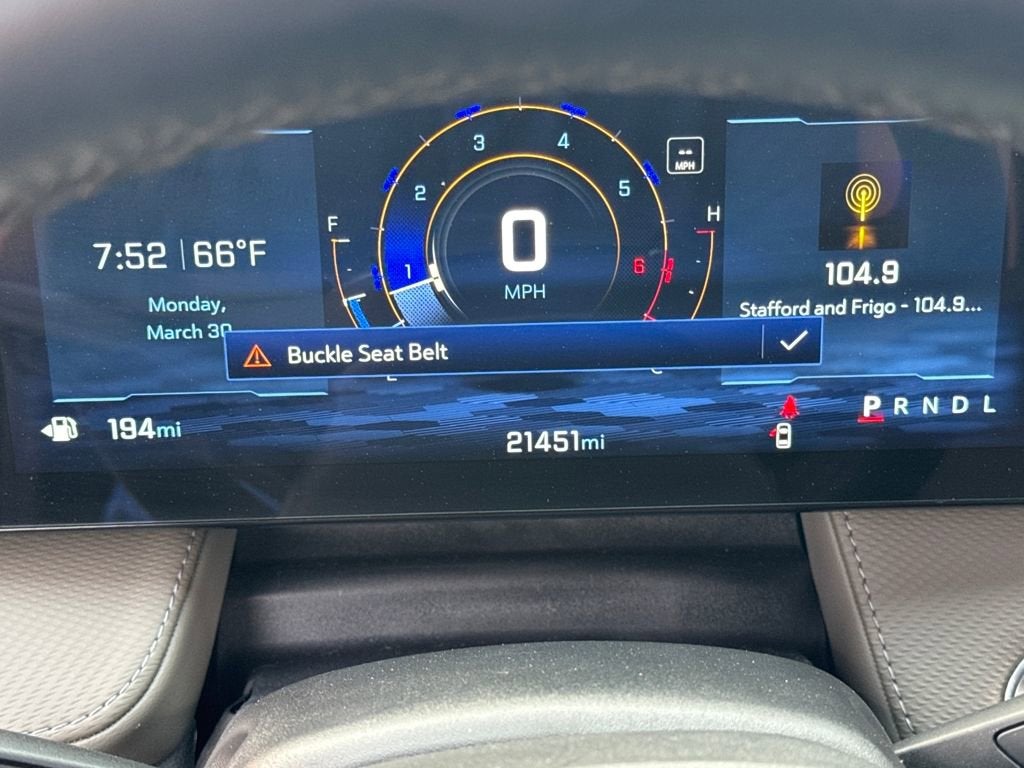 3 4
2 5
1 6
F
H
-- MPH
0
MPH
7:52 66°F
Monday,
March 30
104.9
Stafford and Frigo - 104.9...
Buckle Seat Belt
194mi
21451mi
P R N D L